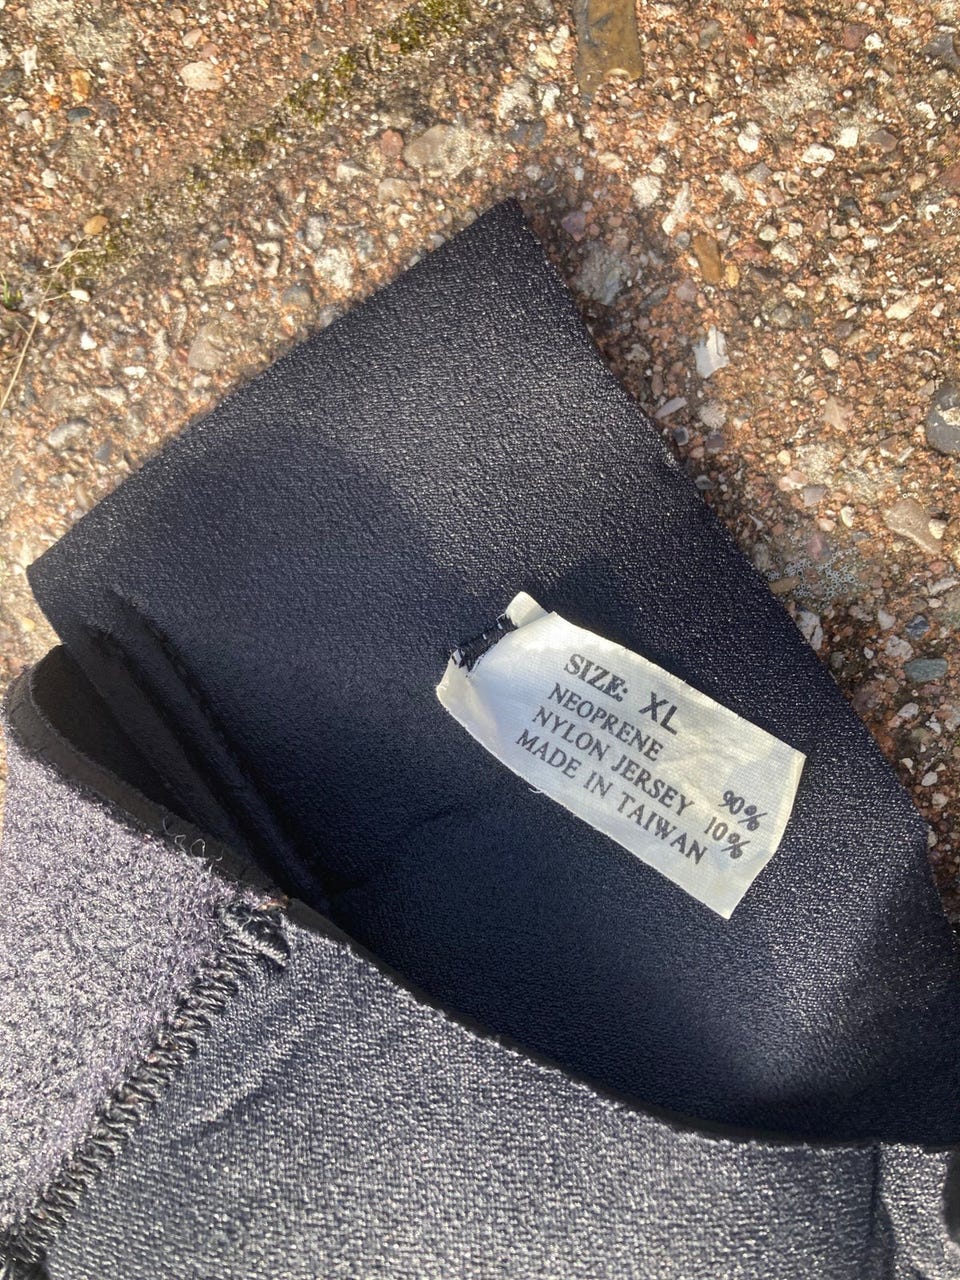 SIZE: XL
NEOPRENE 90%
NYLON JERSEY 10%
MADE IN TAIWAN